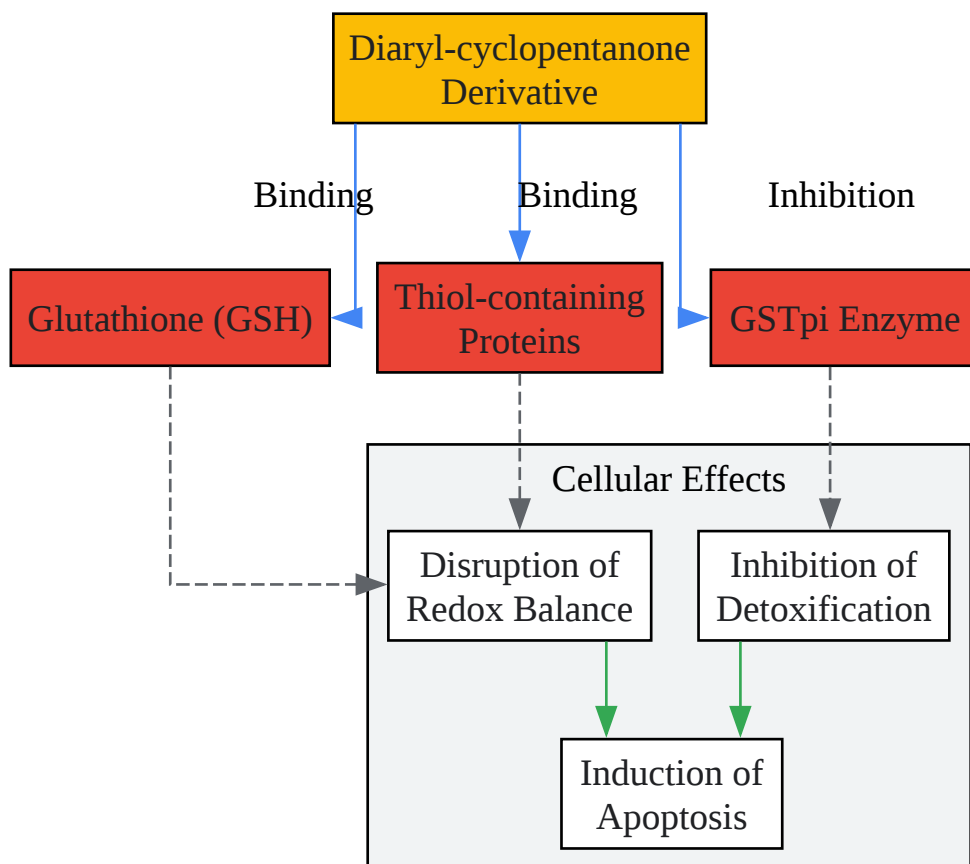 Diaryl-cyclopentanone
Derivative
Binding
Binding
Inhibition
Glutathione (GSH)
Thiol-containing
Proteins
GSTpi Enzyme
Cellular Effects
Disruption of
Redox Balance
Inhibition of
Detoxification
Induction of
Apoptosis